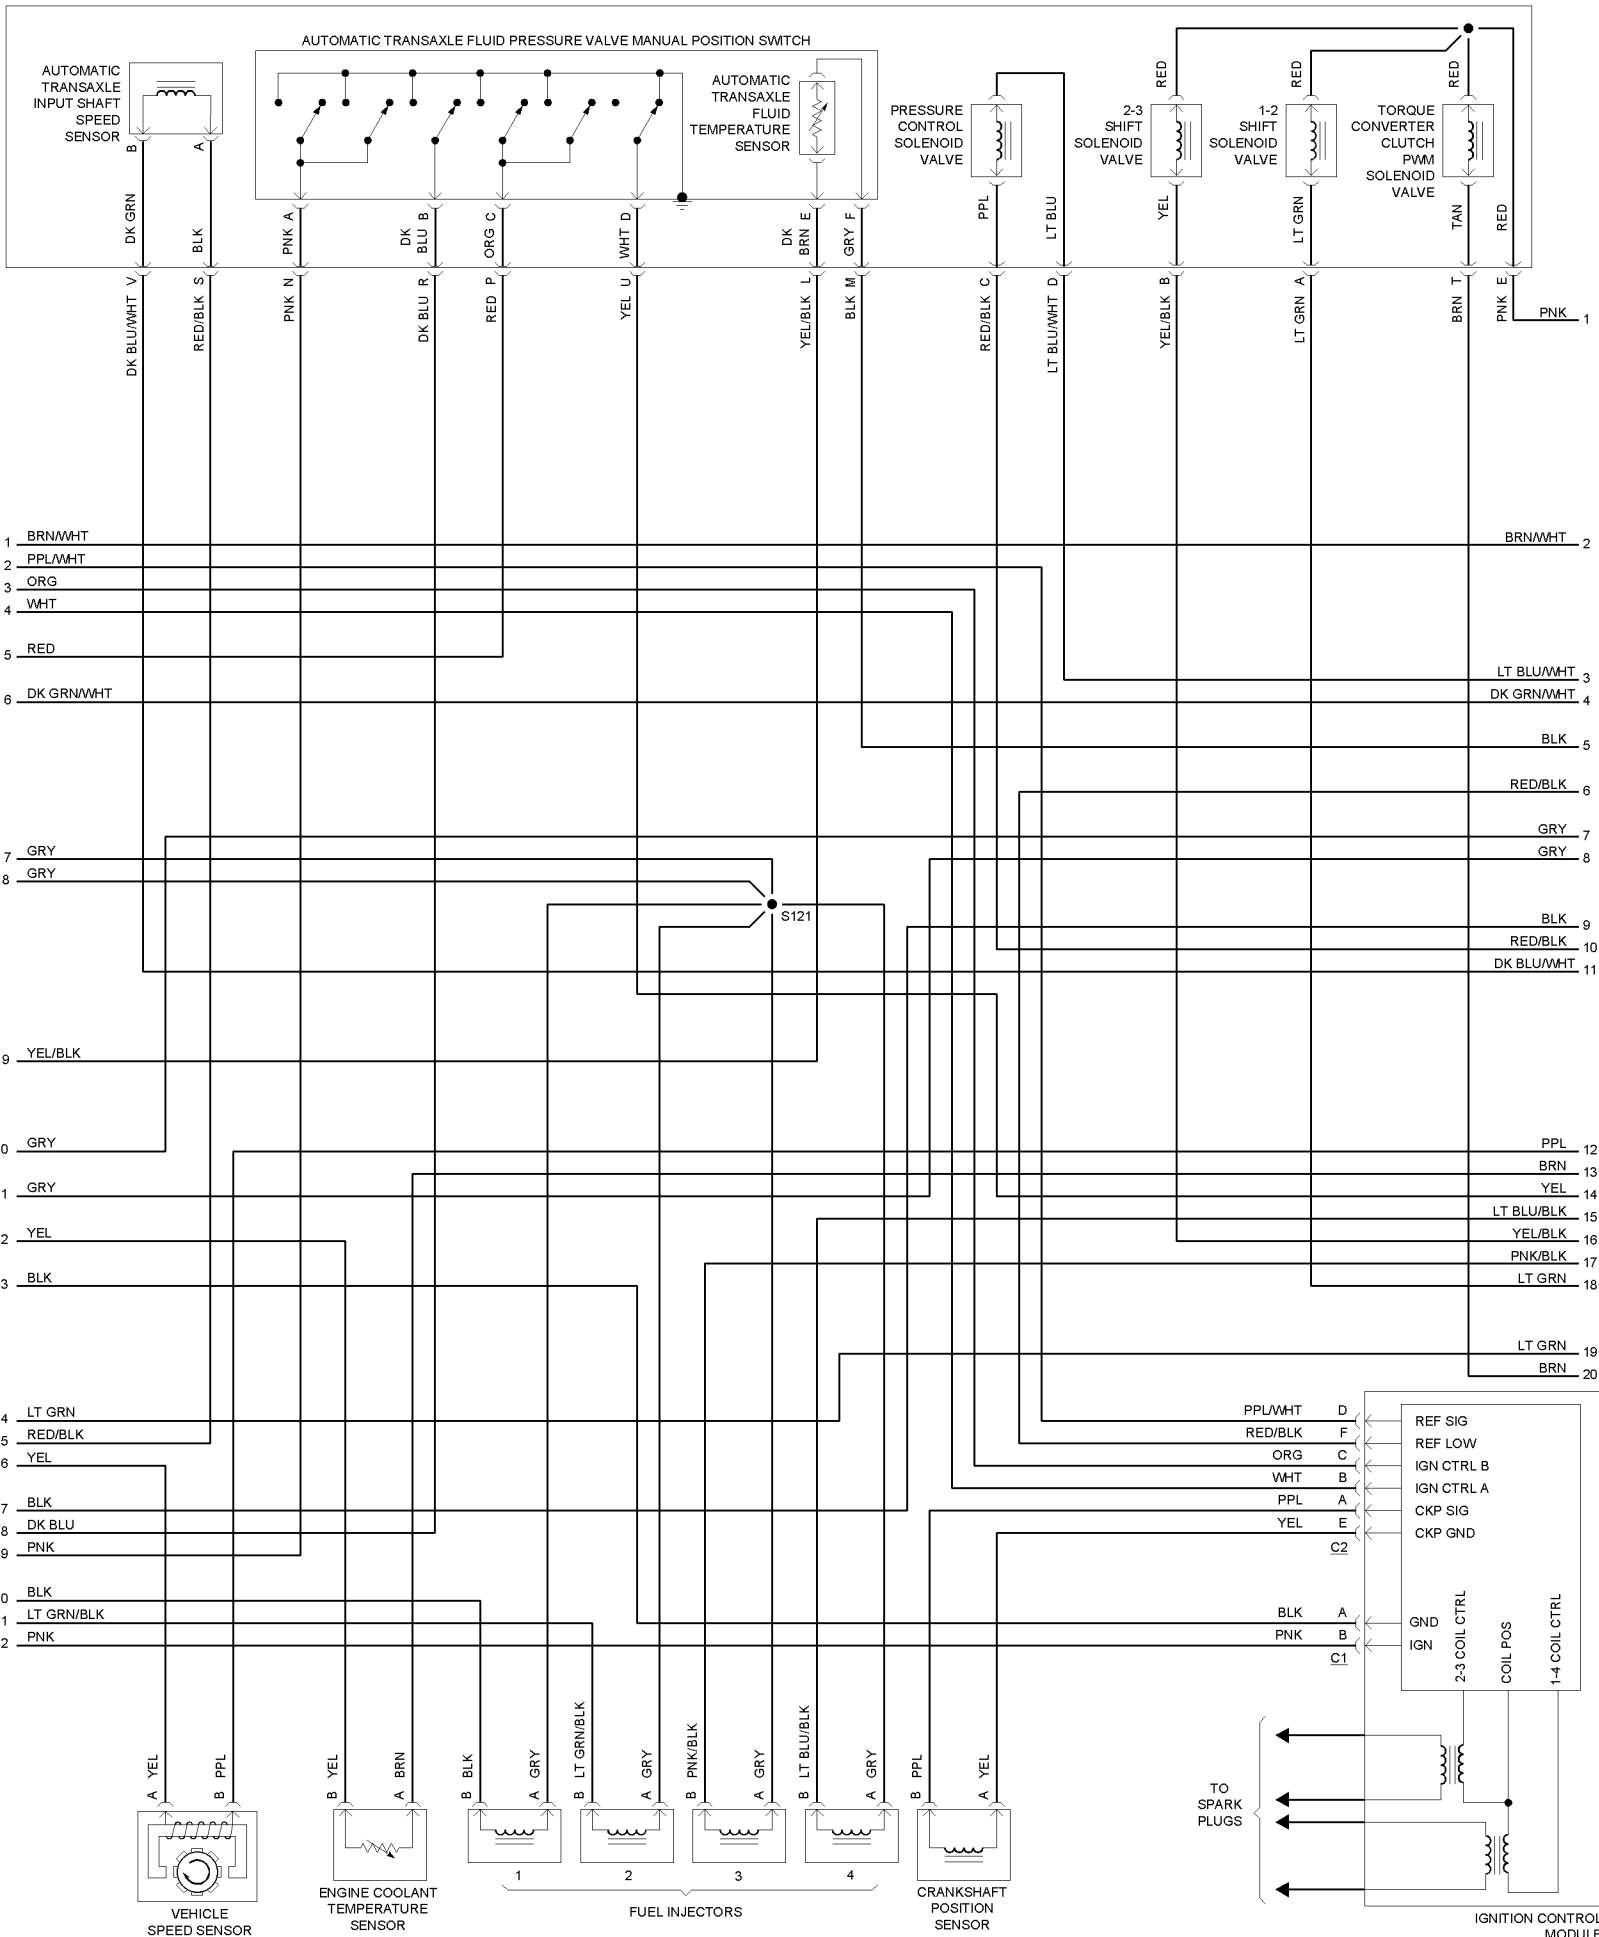 AUTOMATIC TRANSAXLE FLUID PRESSURE VALVE MANUAL POSITION SWITCH
AUTOMATIC
TRANSAXLE
INPUT SHAFT
SPEED
SENSOR
AUTOMATIC
TRANSAXLE
FLUID
TEMPERATURE
SENSOR
PRESSURE
CONTROL
SOLENOID
VALVE
2-3
SHIFT
SOLENOID
VALVE
1-2
SHIFT
SOLENOID
VALVE
TORQUE
CONVERTER
CLUTCH
PWM
SOLENOID
VALVE
RED
RED
RED
B
A
DK GRN
BLK
PNK A
DK
BLU B
ORG C
WHT D
DK
BRN E
GRY F
PPL
LT BLU
YEL
LT GRN
TAN
RED
DK BLU/WHT V
RED/BLK S
PNK N
DK BLU R
RED P
YEL U
YEL/BLK L
BLK M
RED/BLK C
LT BLU/WHT D
YEL/BLK B
LT GRN A
BRN T
PNK E
PNK 1
1 BRN/WHT
BRN/WHT 2
2 PPL/WHT
3 ORG
4 WHT
5 RED
LT BLU/WHT 3
6 DK GRN/WHT
DK GRN/WHT 4
BLK 5
RED/BLK 6
GRY 7
7 GRY
GRY 8
8 GRY
S121
BLK 9
RED/BLK 10
DK BLU/WHT 11
9 YEL/BLK
0 GRY
PPL 12
BRN 13
1 GRY
YEL 14
LT BLU/BLK 15
2 YEL
YEL/BLK 16
PNK/BLK 17
3 BLK
LT GRN 18
LT GRN 19
BRN 20
4 LT GRN
PPL/WHT D
REF SIG
5 RED/BLK
RED/BLK F
REF LOW
6 YEL
ORG C
IGN CTRL B
WHT B
IGN CTRL A
7 BLK
PPL A
CKP SIG
8 DK BLU
YEL E
CKP GND
9 PNK
C2
0 BLK
1 LT GRN/BLK
BLK A
GND
2 PNK
PNK B
IGN
C1
2-3 COIL CTRL
COIL POS
1-4 COIL CTRL
A YEL
B PPL
B YEL
A BRN
B BLK
A GRY
B LT GRN/BLK
A GRY
B PNK/BLK
A GRY
B LT BLU/BLK
A GRY
B PPL
A YEL
TO
SPARK
PLUGS
1
2
3
4
VEHICLE
SPEED SENSOR
ENGINE COOLANT
TEMPERATURE
SENSOR
FUEL INJECTORS
CRANKSHAFT
POSITION
SENSOR
IGNITION CONTROL
MODULE